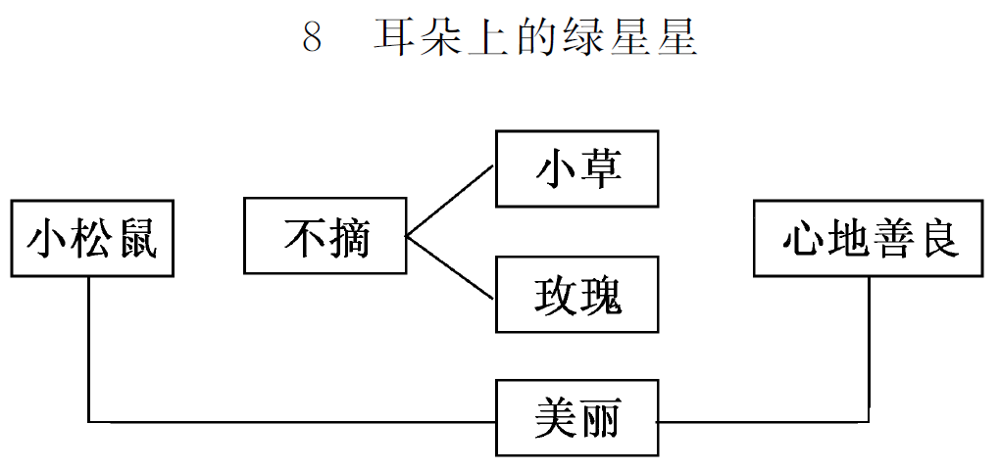 8 耳朵上的绿星星
小草
小松鼠
不摘
心地善良
玫瑰
美丽